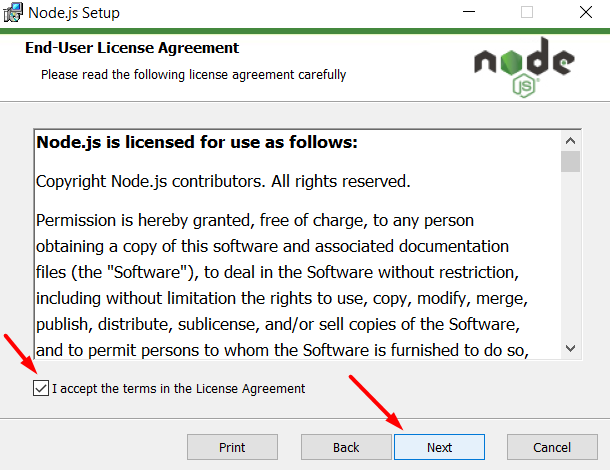 Node.js Setup
End-User License Agreement
Please read the following license agreement carefully
node
JS
Node.js is licensed for use as follows:
Copyright Node.js contributors. All rights reserved.
Permission is hereby granted, free of charge, to any person
obtaining a copy of this software and associated documentation
files (the "Software"), to deal in the Software without restriction,
including without limitation the rights to use, copy, modify, merge,
publish, distribute, sublicense, and/or sell copies of the Software,
and to permit persons to whom the Software is furnished to do so,
I accept the terms in the License Agreement
Print
Back
Next
Cancel